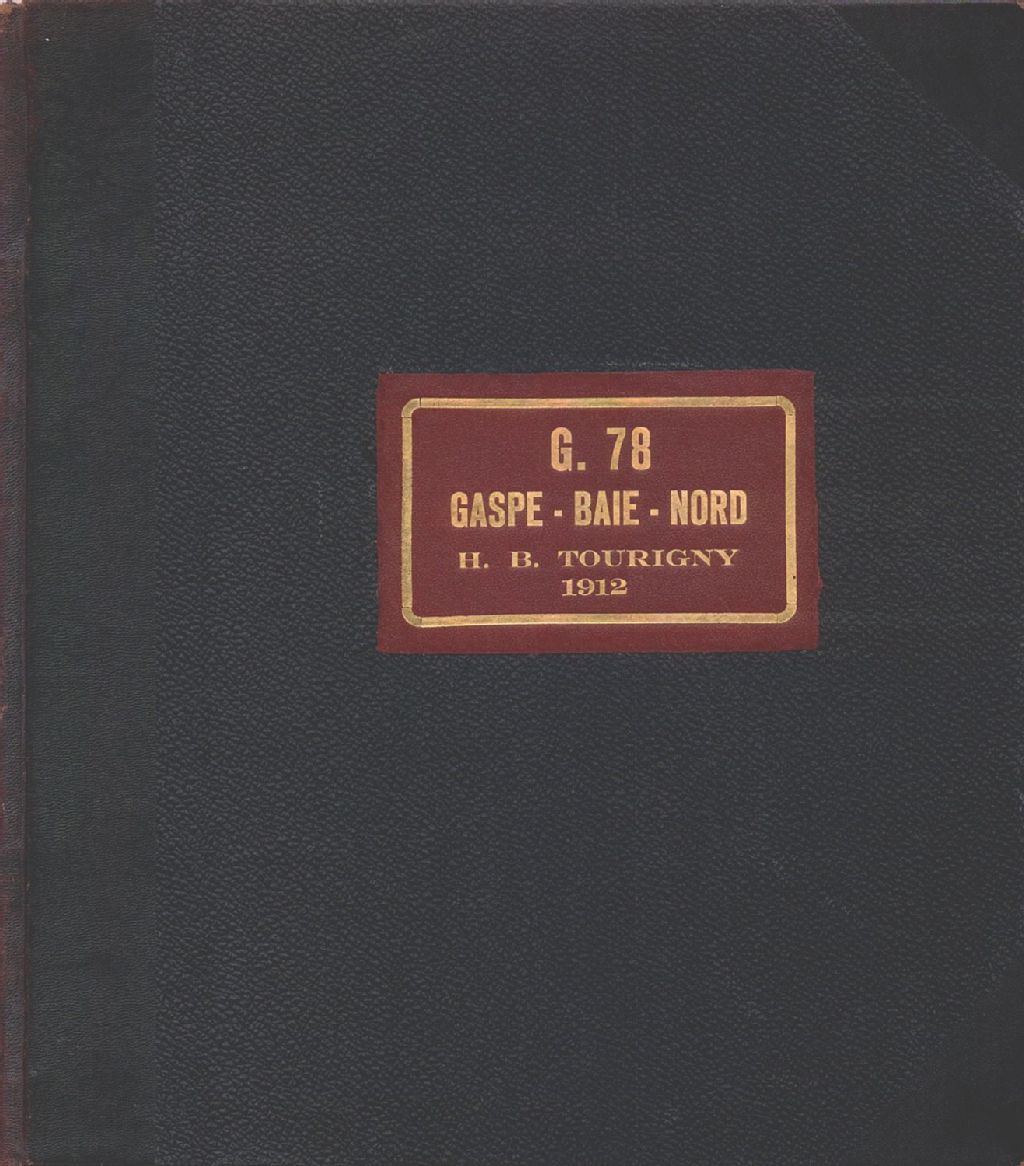 G. 78
GASPE - BAIE - NORD
H. B. TOURIGNY
1912